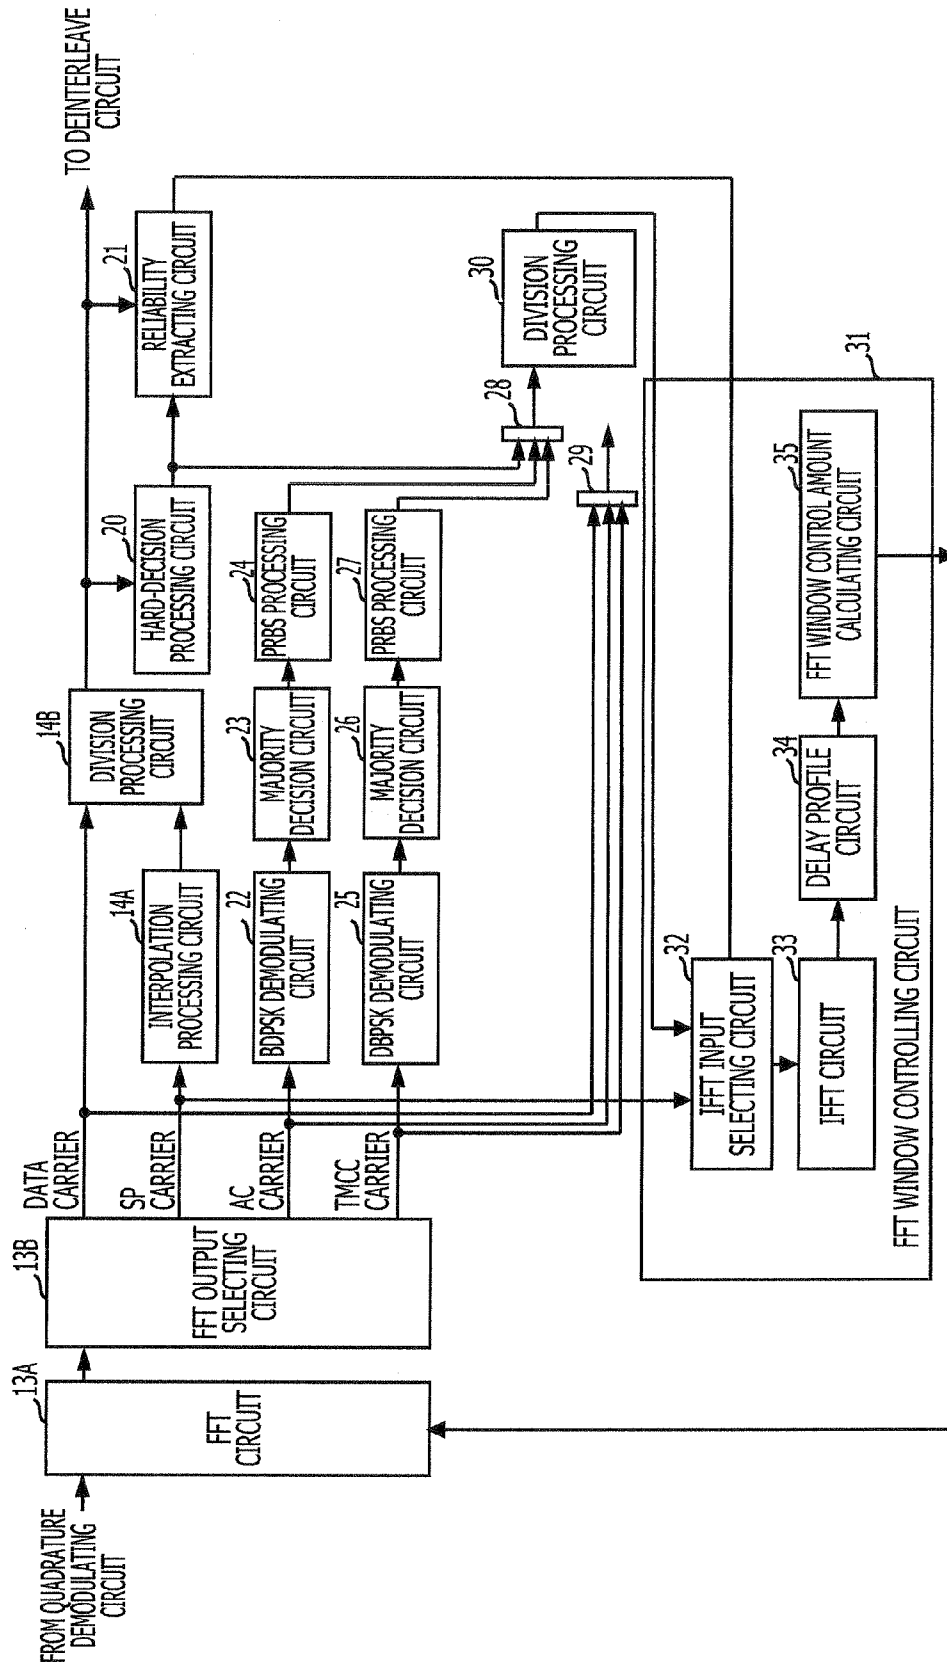 FROM QUADRATURE
DEMODULATING
CIRCUIT
13A
FFT
CIRCUIT
13B
FFT OUTPUT
SELECTING
CIRCUIT
DATA
CARRIER
SP
CARRIER
AC
CARRIER
TMCC
CARRIER
14A
INTERPOLATION
PROCESSING CIRCUIT
14B
DIVISION
PROCESSING
CIRCUIT
20
HARD-DECISION
PROCESSING CIRCUIT
21
RELIABILITY
EXTRACTING CIRCUIT
TO DEINTERLEAVE
CIRCUIT
22
BDPSK DEMODULATING
CIRCUIT
23
MAJORITY
DECISION CIRCUIT
24
PRBS PROCESSING
CIRCUIT
25
DBPSK DEMODULATING
CIRCUIT
26
MAJORITY
DECISION CIRCUIT
27
PRBS PROCESSING
CIRCUIT
28
29
30
DIVISION
PROCESSING
CIRCUIT
31
32
IFFT INPUT
SELECTING CIRCUIT
33
IFFT CIRCUIT
34
DELAY PROFILE
CIRCUIT
35
FFT WINDOW CONTROL AMOUNT
CALCULATING CIRCUIT
FFT WINDOW CONTROLLING CIRCUIT